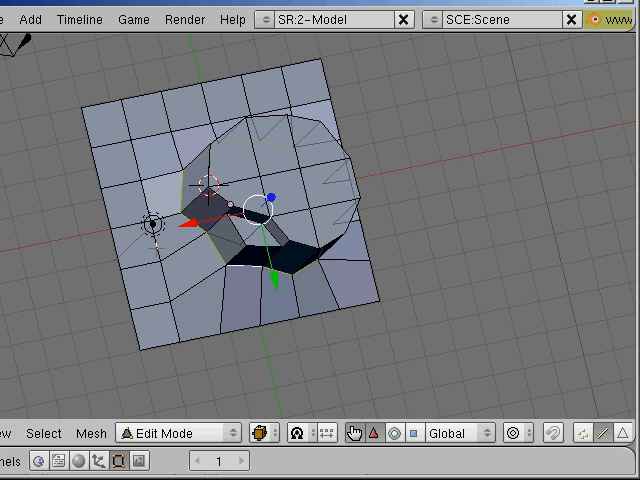 e Add Timeline Game Render Help SR:2-Model SCE:Scene www
ew Select Mesh Edit Mode Global
nels 1